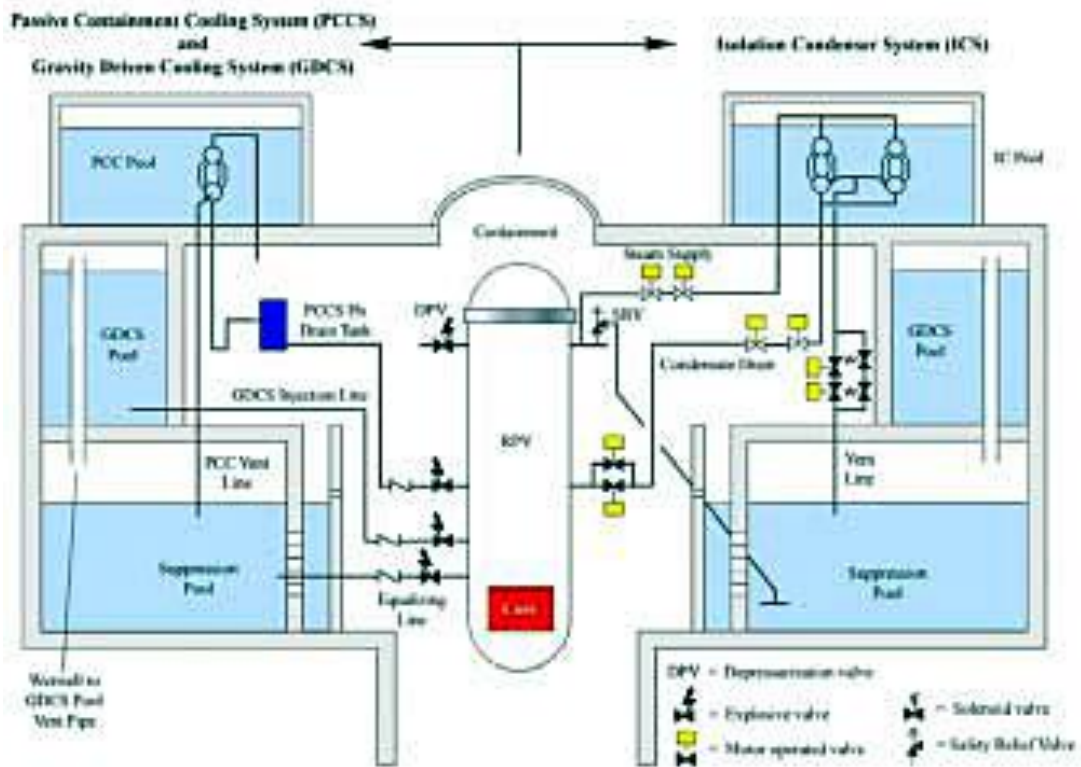 Passive Containment Cooling System (PCCS)
and
Gravity Driven Cooling System (GDCS)
Isolation Condenser System (ICS)
PCC Pool
IC Pool
Containment
Steam Supply
DPV
SRV
PCCS
Drain Tank
GDCS
Pool
GDCS
Pool
Condensate Drain
GDCS Injection Line
RPV
PCC Vent
Line
Vent
Line
Suppression
Pool
Suppression
Pool
Equalizing
Line
Core
Wetwell to
GDCS Pool
Vent Pipe
DPV = Depressurization valve
= Explosive valve
= Solenoid valve
= Motor operated valve
= Safety Relief Valve